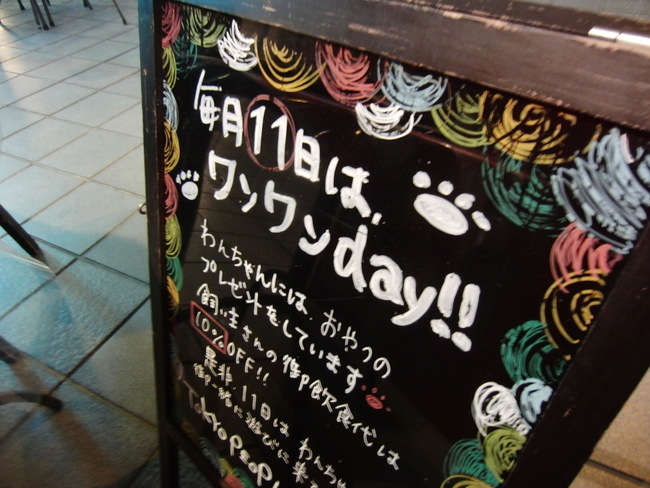 毎月11日は、
ワンワンday!!
わんちゃんには、おやつの
プレゼントをしています
飼い主さんの御飲食代は
10%OFF!!
是非 11日は わんちゃ
御一緒に遊びに来
Tokyo Peop